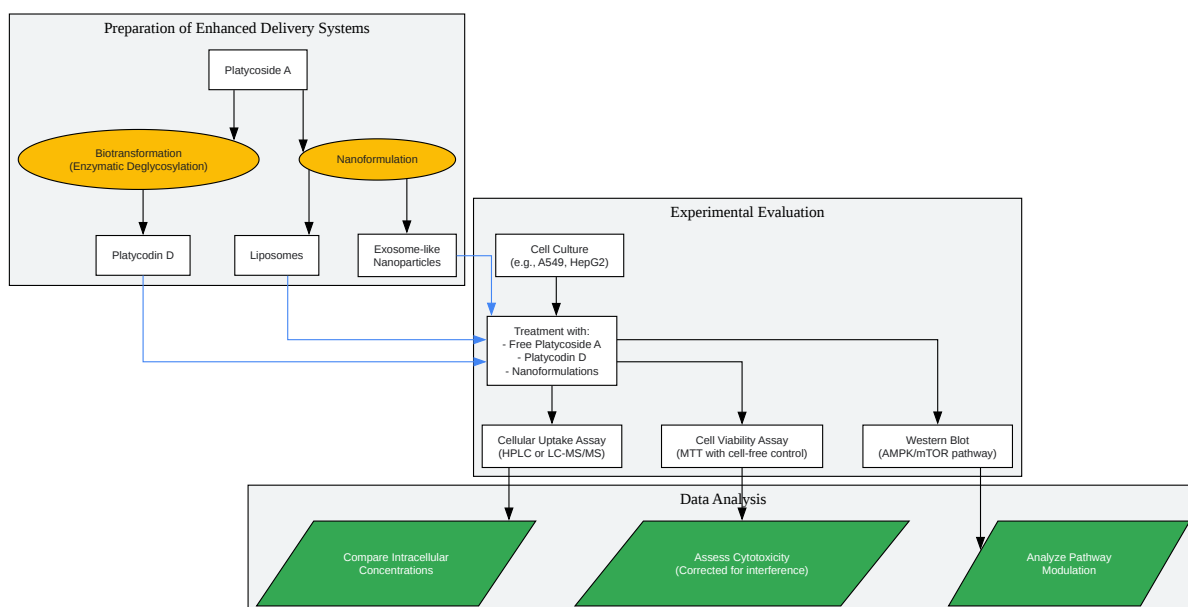 Preparation of Enhanced Delivery Systems
Platycoside A
Biotransformation
(Enzymatic Deglycosylation)
Nanoformulation
Platycodin D
Liposomes
Exosome-like
Nanoparticles
Experimental Evaluation
Cell Culture
(e.g., A549, HepG2)
Treatment with:
- Free Platycoside A
- Platycodin D
- Nanoformulations
Cellular Uptake Assay
(HPLC or LC-MS/MS)
Cell Viability Assay
(MTT with cell-free control)
Western Blot
(AMPK/mTOR pathway)
Data Analysis
Compare Intracellular
Concentrations
Assess Cytotoxicity
(Corrected for interference)
Analyze Pathway
Modulation